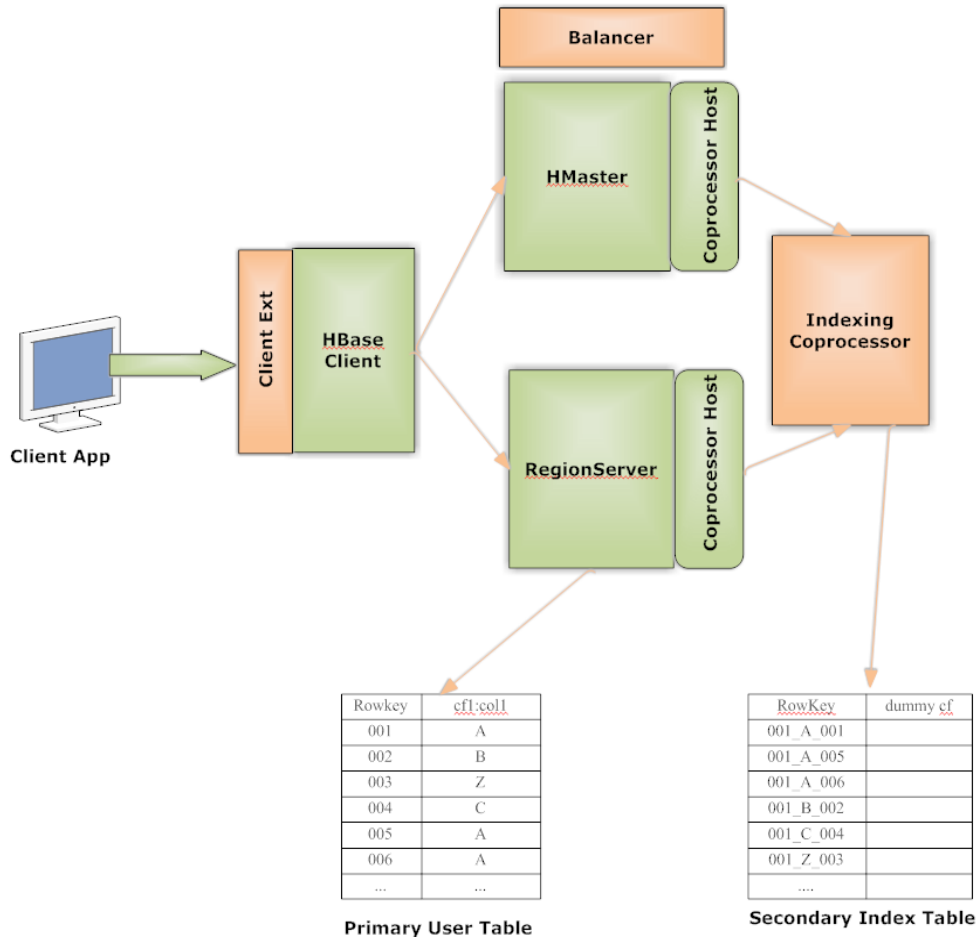 Balancer
HMaster
Coprocessor Host
Client Ext
HBase
Client
Indexing
Coprocessor
Client App
RegionServer
Coprocessor Host
Rowkey cf1:col1
001 A
002 B
003 Z
004 C
005 A
006 A
... ...
Primary User Table
RowKey dummy cf
001_A_001
001_A_005
001_A_006
001_B_002
001_C_004
001_Z_003
....
Secondary Index Table